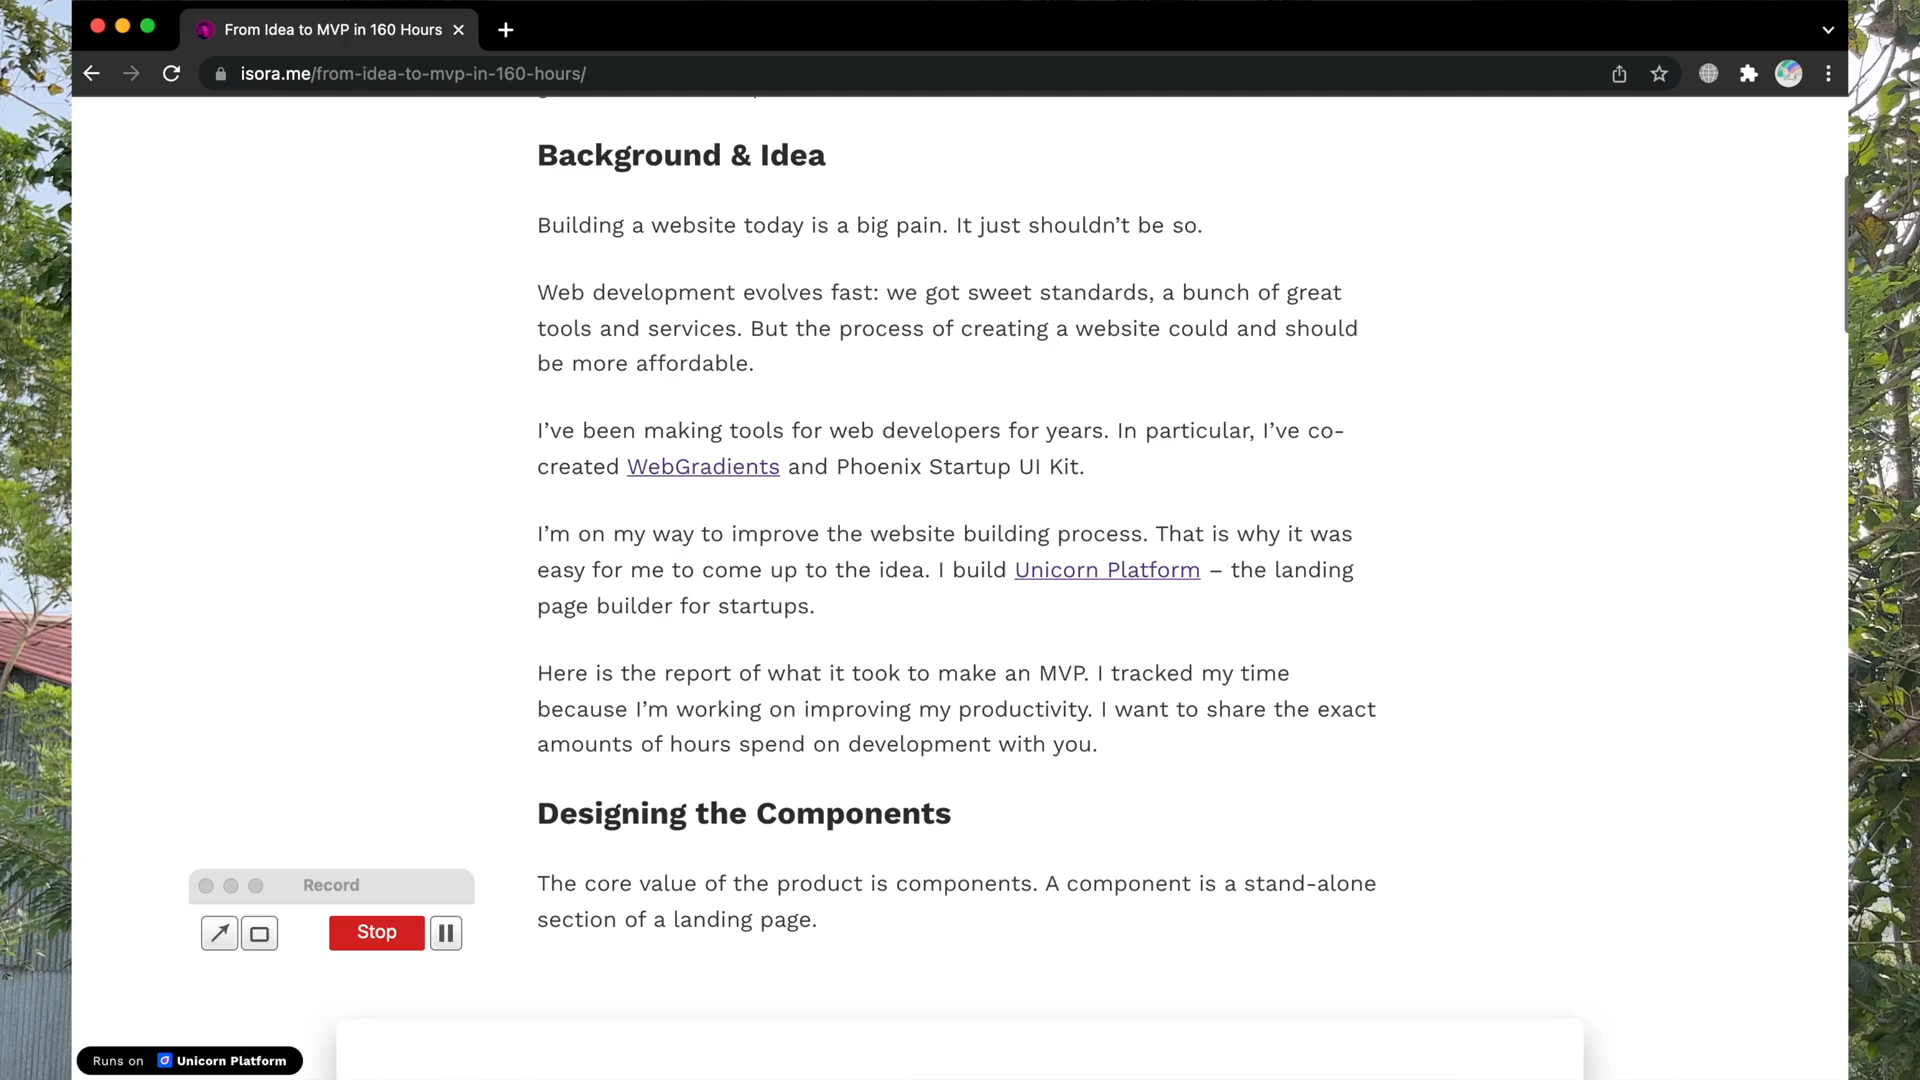 From Idea to MVP in 160 Hours
isora.me/from-idea-to-mvp-in-160-hours/
Background & Idea
Building a website today is a big pain. It just shouldn’t be so.
Web development evolves fast: we got sweet standards, a bunch of great
tools and services. But the process of creating a website could and should
be more affordable.
I’ve been making tools for web developers for years. In particular, I’ve co-
created WebGradients and Phoenix Startup UI Kit.
I’m on my way to improve the website building process. That is why it was
easy for me to come up to the idea. I build Unicorn Platform – the landing
page builder for startups.
Here is the report of what it took to make an MVP. I tracked my time
because I’m working on improving my productivity. I want to share the exact
amounts of hours spend on development with you.
Designing the Components
The core value of the product is components. A component is a stand-alone
section of a landing page.
Record
Stop
Runs on Unicorn Platform